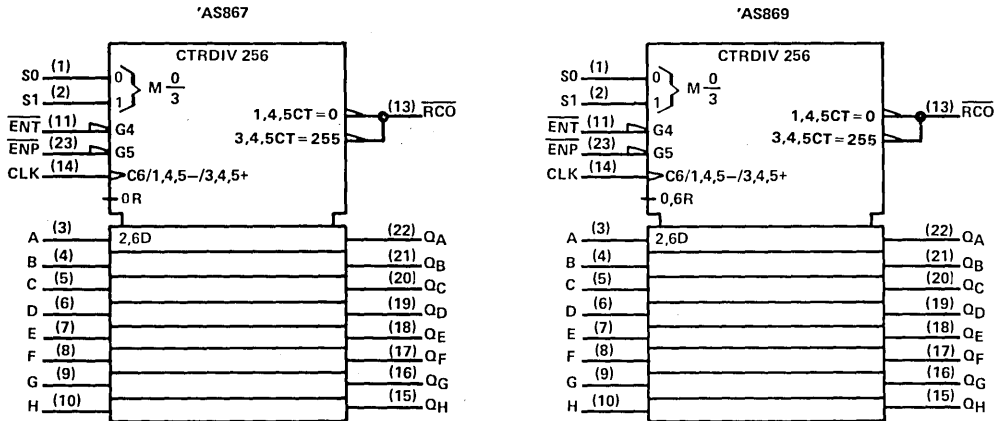 'AS867
CTRDIV 256
S0 (1) 0
S1 (2) 1
M 0/3
ENT (11) G4
ENP (23) G5
CLK (14) C6/1,4,5−/3,4,5+
0R
1,4,5CT=0
3,4,5CT=255
(13) RCO
A (3) 2,6D (22) QA
B (4) (21) QB
C (5) (20) QC
D (6) (19) QD
E (7) (18) QE
F (8) (17) QF
G (9) (16) QG
H (10) (15) QH
'AS869
CTRDIV 256
S0 (1) 0
S1 (2) 1
M 0/3
ENT (11) G4
ENP (23) G5
CLK (14) C6/1,4,5−/3,4,5+
0,6R
1,4,5CT=0
3,4,5CT=255
(13) RCO
A (3) 2,6D (22) QA
B (4) (21) QB
C (5) (20) QC
D (6) (19) QD
E (7) (18) QE
F (8) (17) QF
G (9) (16) QG
H (10) (15) QH